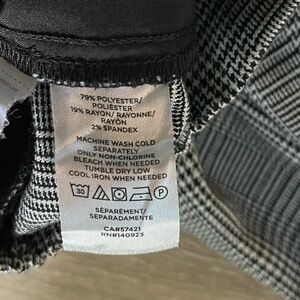 79% POLYESTER/
POLIÉSTER
19% RAYON/ RAYONNE/
RAYÓN
2% SPANDEX
MACHINE WASH COLD
SEPARATELY
ONLY NON-CHLORINE
BLEACH WHEN NEEDED
TUMBLE DRY LOW
COOL IRON WHEN NEEDED
30
SÉPARÉMENT/
SEPARADAMENTE
CA#57421
RN#140923